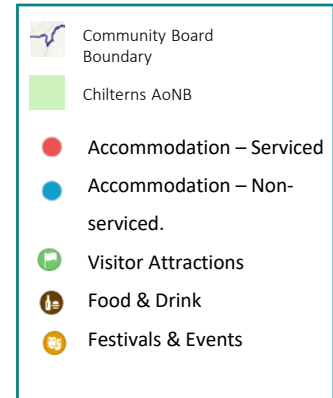 Community Board
Boundary
Chilterns AoNB
Accommodation – Serviced
Accommodation – Non-
serviced.
Visitor Attractions
Food & Drink
Festivals & Events